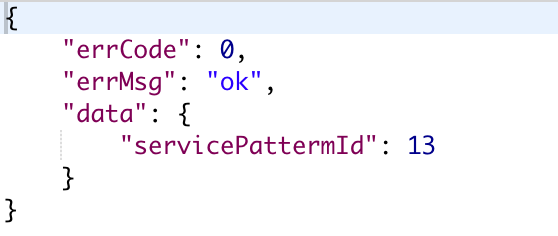 {
    "errCode": 0,
    "errMsg": "ok",
    "data": {
        "servicePattermId": 13
    }
}